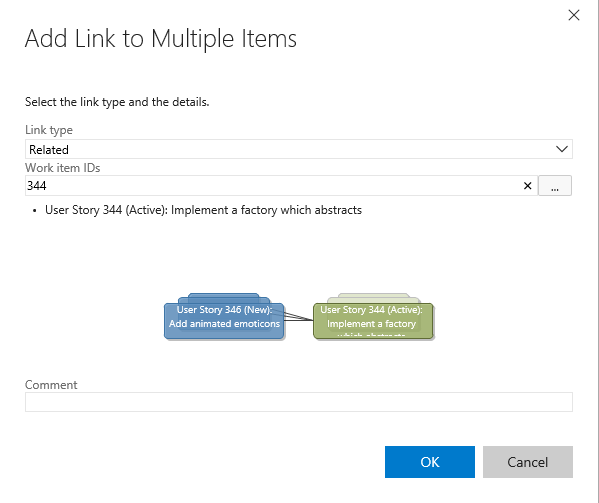 Add Link to Multiple Items
Select the link type and the details.
Link type
Related
Work item IDs
344
...
• User Story 344 (Active): Implement a factory which abstracts
User Story 346 (New):
Add animated emoticons
User Story 344 (Active):
Implement a factory
which abstracts
Comment
OK
Cancel